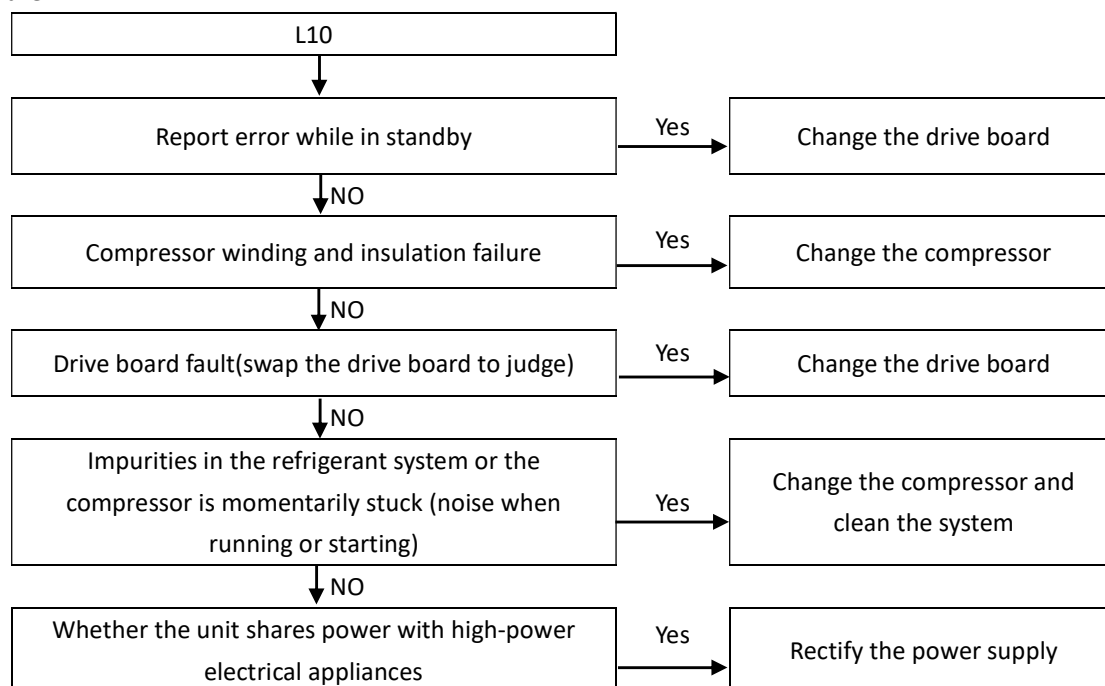 L10
Report error while in standby
Yes
Change the drive board
NO
Compressor winding and insulation failure
Yes
Change the compressor
NO
Drive board fault(swap the drive board to judge)
Yes
Change the drive board
NO
Impurities in the refrigerant system or the
compressor is momentarily stuck (noise when
running or starting)
Yes
Change the compressor and
clean the system
NO
Whether the unit shares power with high-power
electrical appliances
Yes
Rectify the power supply